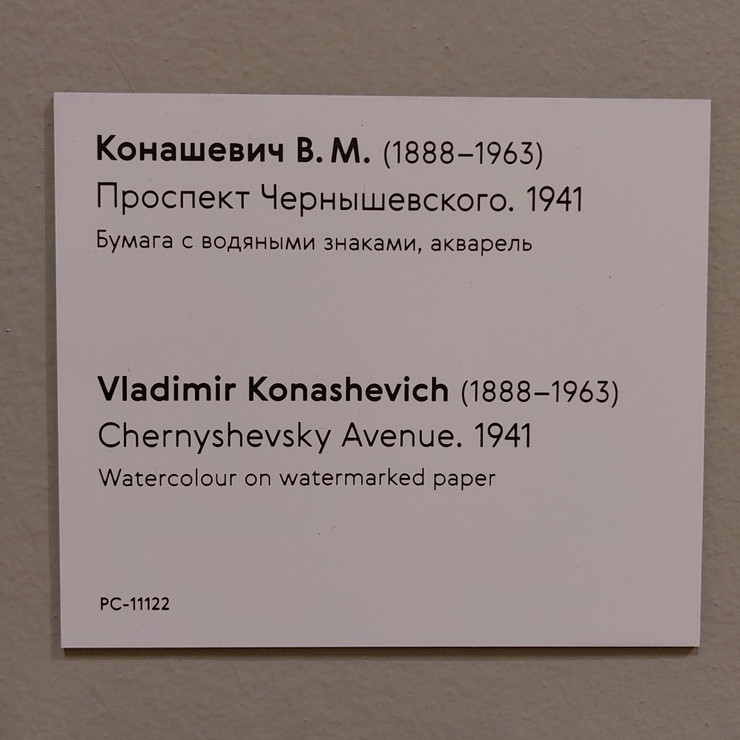 Конашевич В. М. (1888–1963)
Проспект Чернышевского. 1941
Бумага с водяными знаками, акварель
Vladimir Konashevich (1888–1963)
Chernyshevsky Avenue. 1941
Watercolour on watermarked paper
РС-11122